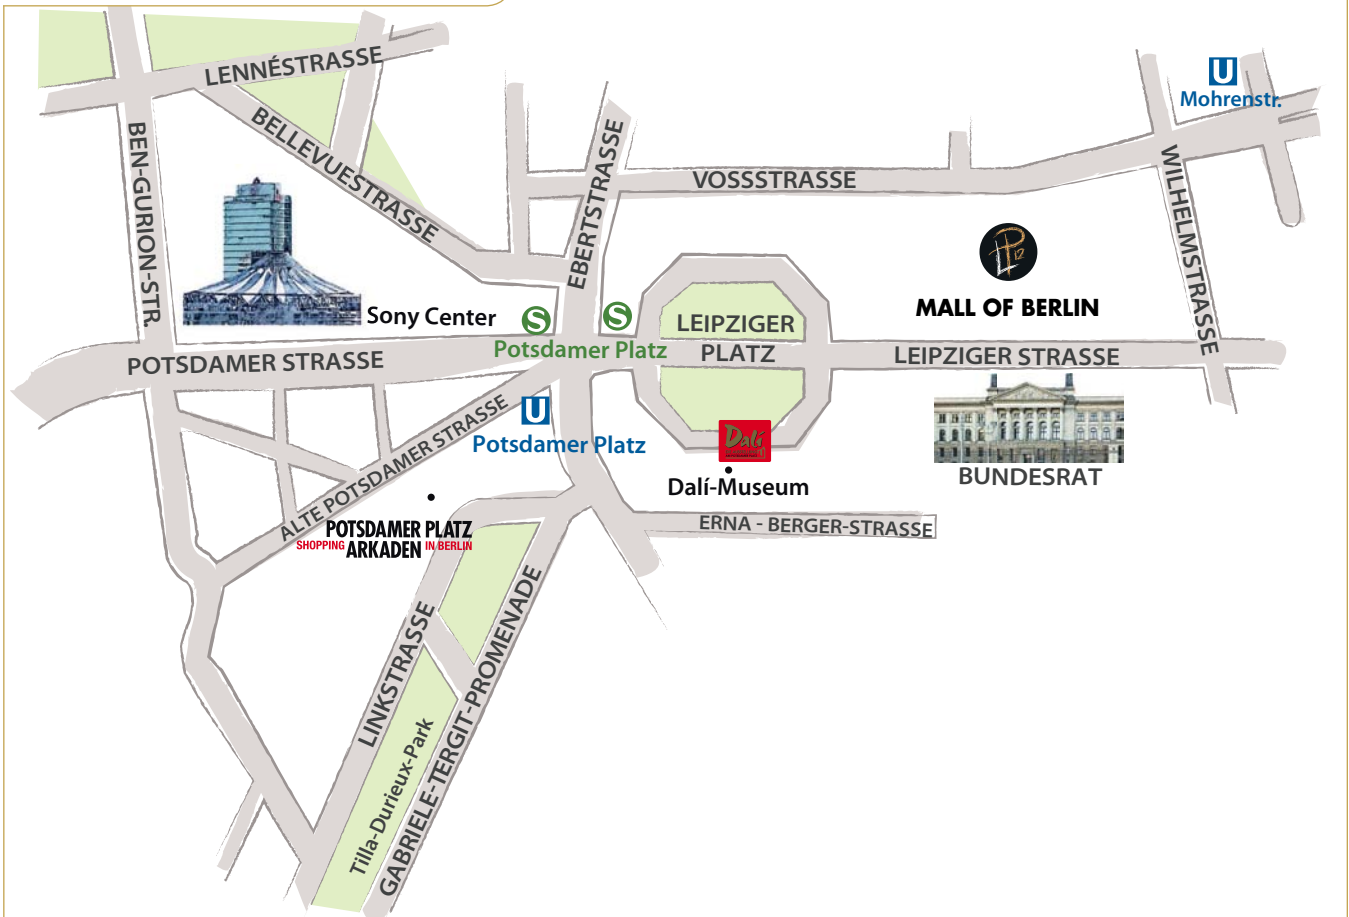 LENNÉSTRASSE
U
Mohrenstr.
BELLEVUESTRASSE
BEN-GURION-STR.
EBERTSTRASSE
VOSSSTRASSE
WILHELMSTRASSE
LP12
MALL OF BERLIN
Sony Center
S
S
Potsdamer Platz
LEIPZIGER
PLATZ
LEIPZIGER STRASSE
POTSDAMER STRASSE
U
Potsdamer Platz
ALTE POTSDAMER STRASSE
Dalí
Dalí-Museum
BUNDESRAT
ERNA - BERGER-STRASSE
POTSDAMER PLATZ
SHOPPING ARKADEN IN BERLIN
LINKSTRASSE
GABRIELE-TERGIT-PROMENADE
Tilla-Durieux-Park